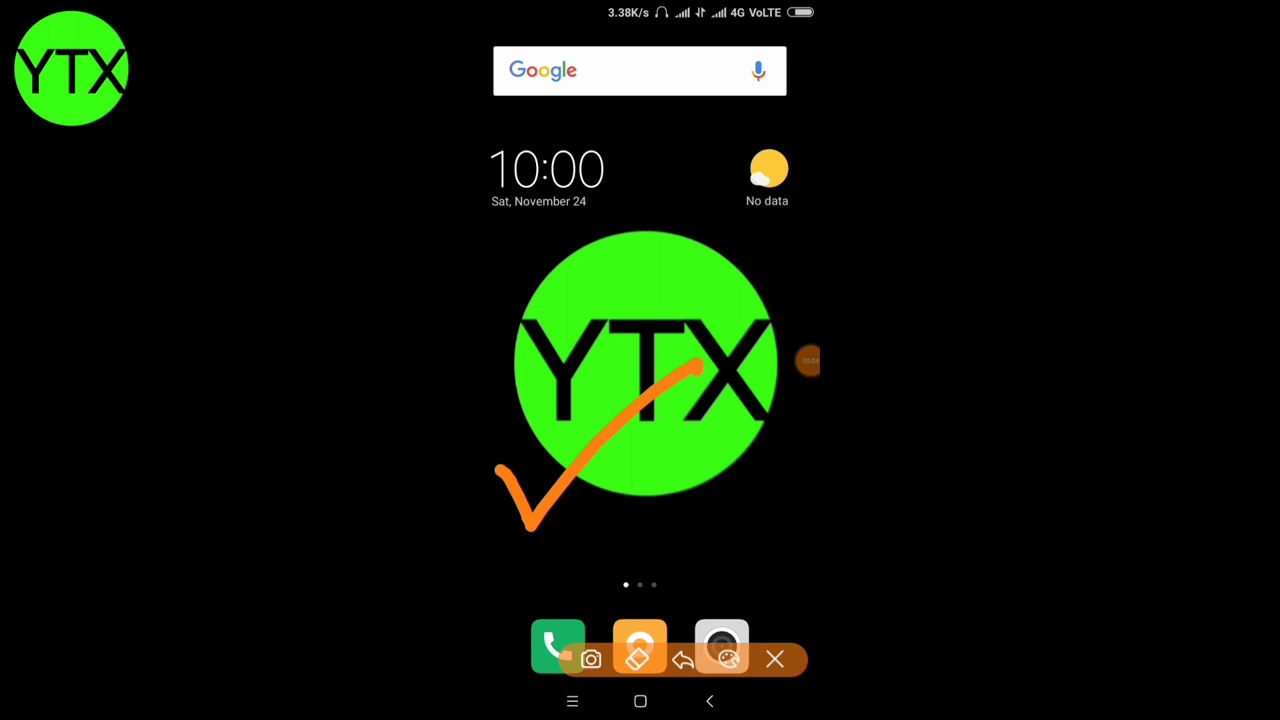 YTX
3.38K/s 4G VoLTE
Google
10:00
Sat, November 24
No data
YTX